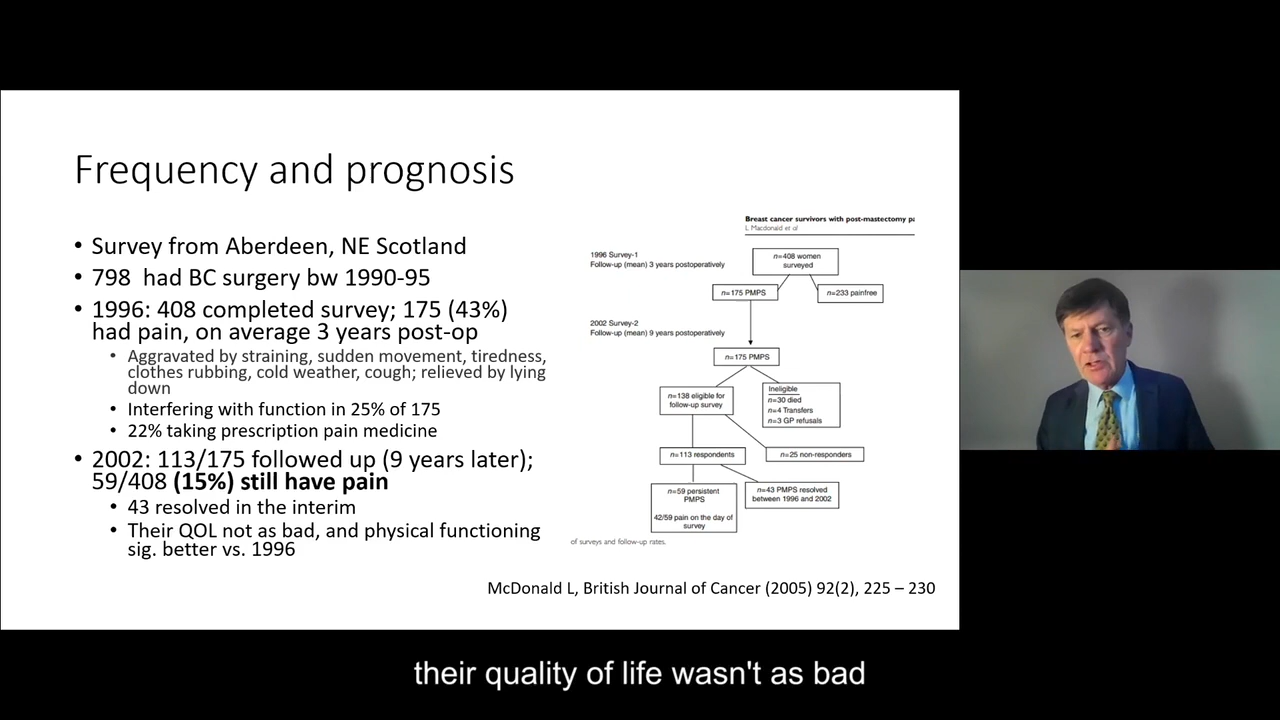 Frequency and prognosis
• Survey from Aberdeen, NE Scotland
• 798 had BC surgery bw 1990-95
• 1996: 408 completed survey; 175 (43%)
had pain, on average 3 years post-op
• Aggravated by straining, sudden movement, tiredness,
clothes rubbing, cold weather, cough; relieved by lying
down
• Interfering with function in 25% of 175
• 22% taking prescription pain medicine
• 2002: 113/175 followed up (9 years later);
59/408 (15%) still have pain
• 43 resolved in the interim
• Their QOL not as bad, and physical functioning
sig. better vs. 1996
Breast cancer survivors with post-mastectomy pa
L Macdonald et al
1996 Survey-1
Follow-up (mean) 3 years postoperatively
n=408 women
surveyed
n=175 PMPS
n=233 painfree
2002 Survey-2
Follow-up (mean) 9 years postoperatively
n=175 PMPS
n=138 eligible for
follow-up survey
Ineligible
n=30 died
n=4 Transfers
n=3 GP refusals
n=113 respondents
n=25 non-responders
n=59 persistent
PMPS
42/59 pain on the day of
survey
n=43 PMPS resolved
between 1996 and 2002
of surveys and follow-up rates.
McDonald L, British Journal of Cancer (2005) 92(2), 225 – 230
their quality of life wasn't as bad